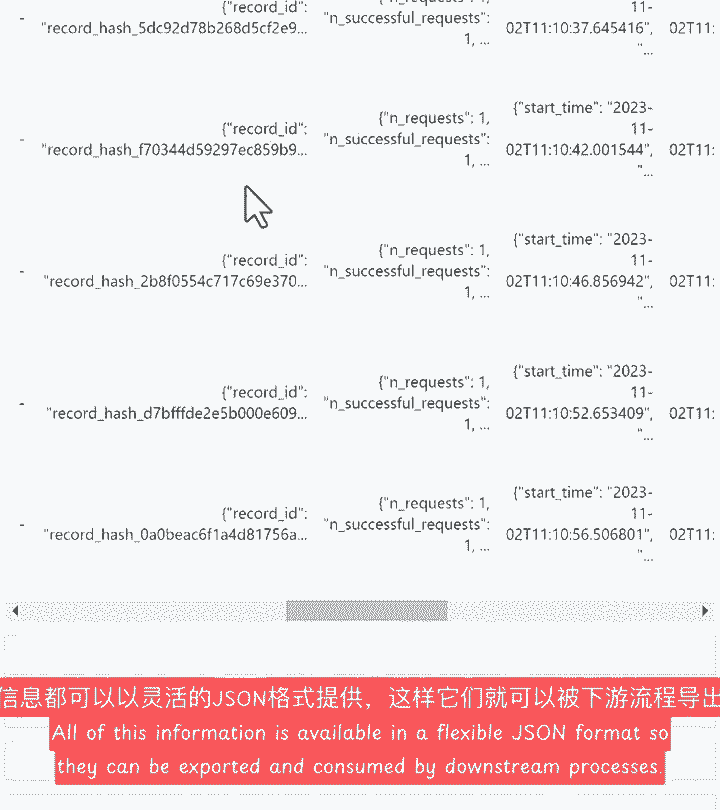 {"record_id":
"n_successful_requests":
11-
-
"record_hash_5dc92d78b268d5cf2e9...
1, ...
02T11:10:37.645416",
02T11:
"...
{"start_time": "2023-
{"n_requests": 1,
11-
-
{"record_id":
"record_hash_f70344d59297ec859b9...
"n_successful_requests":
02T11:10:42.001544",
02T11:
1, ...
"...
{"start_time": "2023-
{"n_requests": 1,
11-
-
{"record_id":
"record_hash_2b8f0554c717c69e370...
"n_successful_requests":
02T11:10:46.856942",
02T11:
1, ...
"...
{"start_time": "2023-
{"n_requests": 1,
11-
-
{"record_id":
"record_hash_d7bfffde2e5b000e609...
"n_successful_requests":
02T11:10:52.653409",
02T11:
1, ...
"...
{"start_time": "2023-
{"n_requests": 1,
11-
-
{"record_id":
"record_hash_0a0beac6f1a4d81756a...
"n_successful_requests":
02T11:10:56.506801",
02T11:
1, ...
"...
信息都可以以灵活的JSON格式提供，这样它们就可以被下游流程导出
All of this information is available in a flexible JSON format so
they can be exported and consumed by downstream processes.